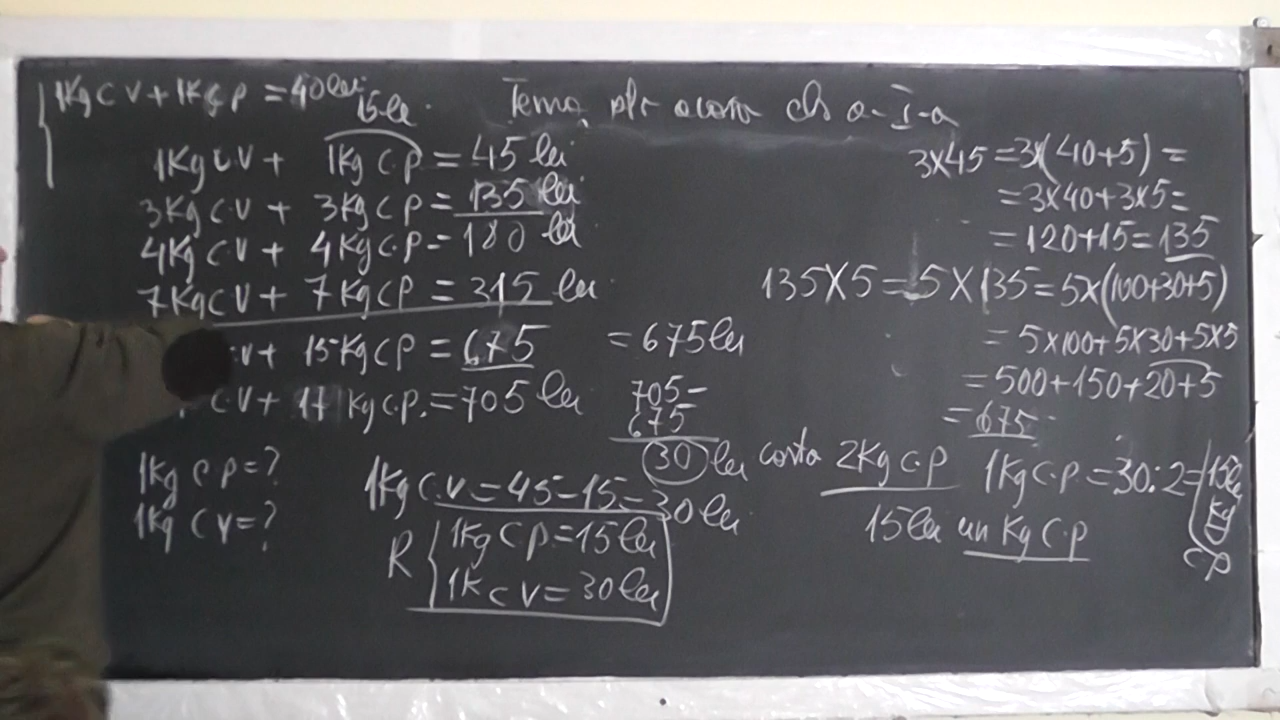 1Kg C V + 1Kg P = 40 lei
15 lei
Tema ptr acasa cls a-I-a
1Kg C V + 1Kg C.P = 45 lei
3Kg C.V + 3Kg C P = 135 lei
4Kg C V + 4Kg C.P = 180 lei
7Kg C V + 7Kg C P = 315 lei
V + 15 Kg C P = 675 = 675 lei
C.V + 17 Kg C.P. = 705 lei
705 -
675
30 lei costa 2Kg C.P
1Kg C.P = ?
1Kg C V = ?
1Kg C.V = 45 - 15 = 30 lei
R 1Kg C P = 15 lei
1K C V = 30 lei
3X45 = 3X(40+5) =
= 3X40+3X5 =
= 120+15 = 135
135X5 = 5X135 = 5X(100+30+5)
= 5X100+5X30+5X5
= 500+150+20+5
= 675
1Kg C.P = 30:2 = 15 lei
C P
15 lei un Kg C.P